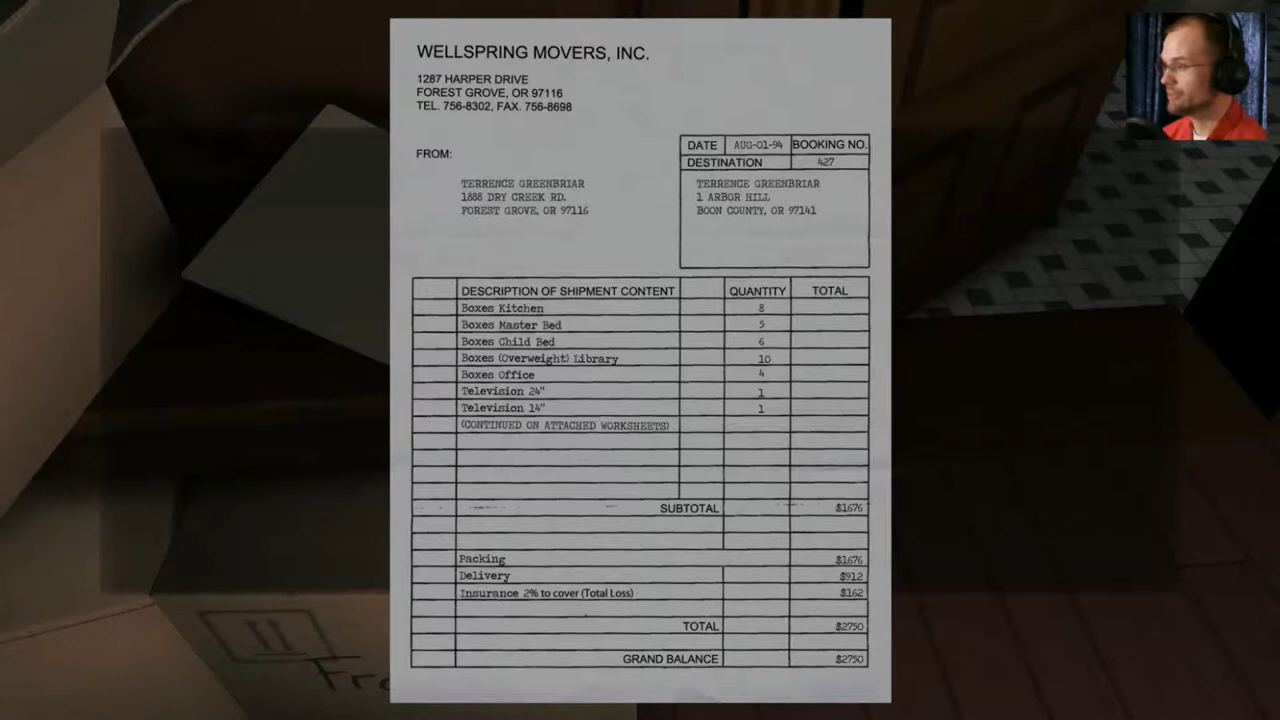 WELLSPRING MOVERS, INC.
1287 HARPER DRIVE
FOREST GROVE, OR 97116
TEL. 756-8302, FAX. 756-8698
DATE AUG-01-94 BOOKING NO.
DESTINATION 427
FROM:
TERRENCE GREENBRIAR
1888 DRY CREEK RD.
FOREST GROVE, OR 97116
TERRENCE GREENBRIAR
1 ARBOR HILL
BOON COUNTY, OR 97141
DESCRIPTION OF SHIPMENT CONTENT QUANTITY TOTAL
Boxes Kitchen 8
Boxes Master Bed 5
Boxes Child Bed 6
Boxes (Overweight) Library 10
Boxes Office 4
Television 24" 1
Television 14" 1
(CONTINUED ON ATTACHED WORKSHEETS)
SUBTOTAL $1676
Packing $1676
Delivery $912
Insurance 2% to cover (Total Loss) $162
TOTAL $2750
GRAND BALANCE $2750